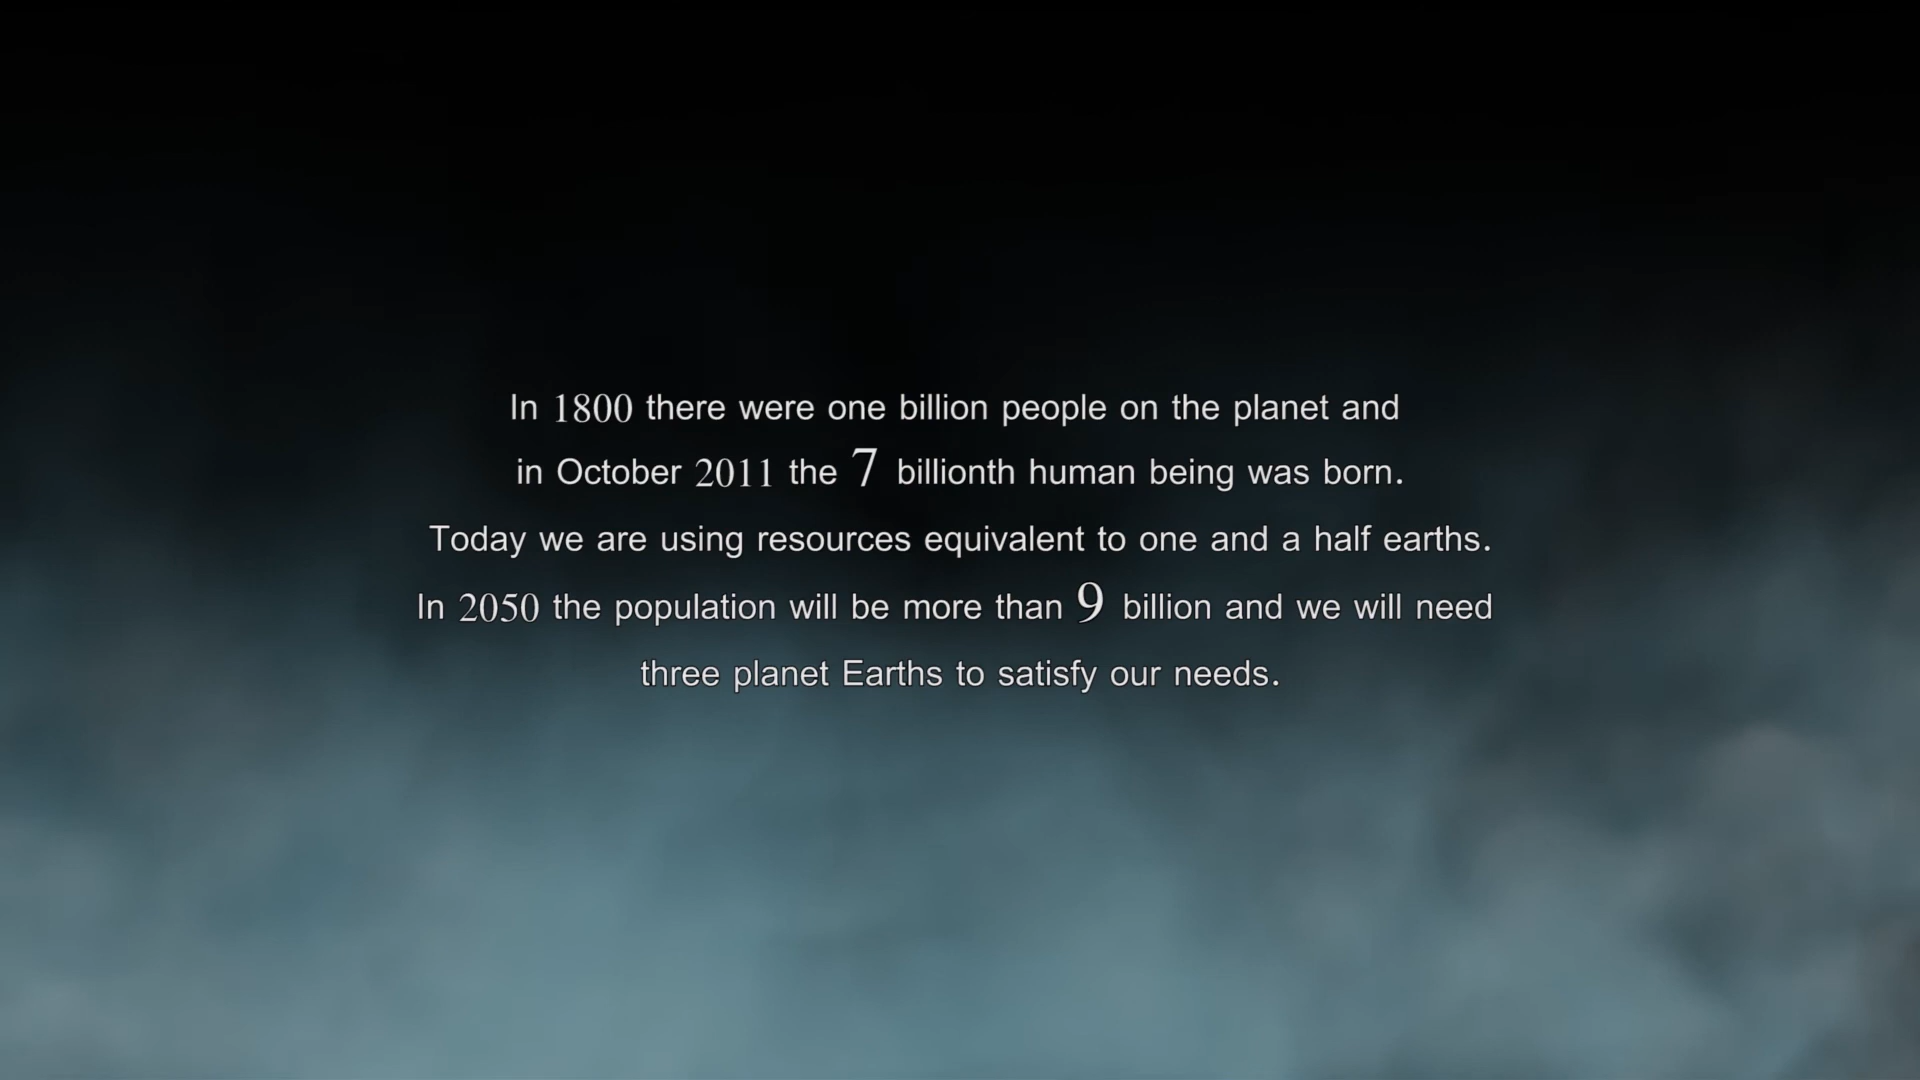 In 1800 there were one billion people on the planet and
in October 2011 the 7 billionth human being was born.
Today we are using resources equivalent to one and a half earths.
In 2050 the population will be more than 9 billion and we will need
three planet Earths to satisfy our needs.